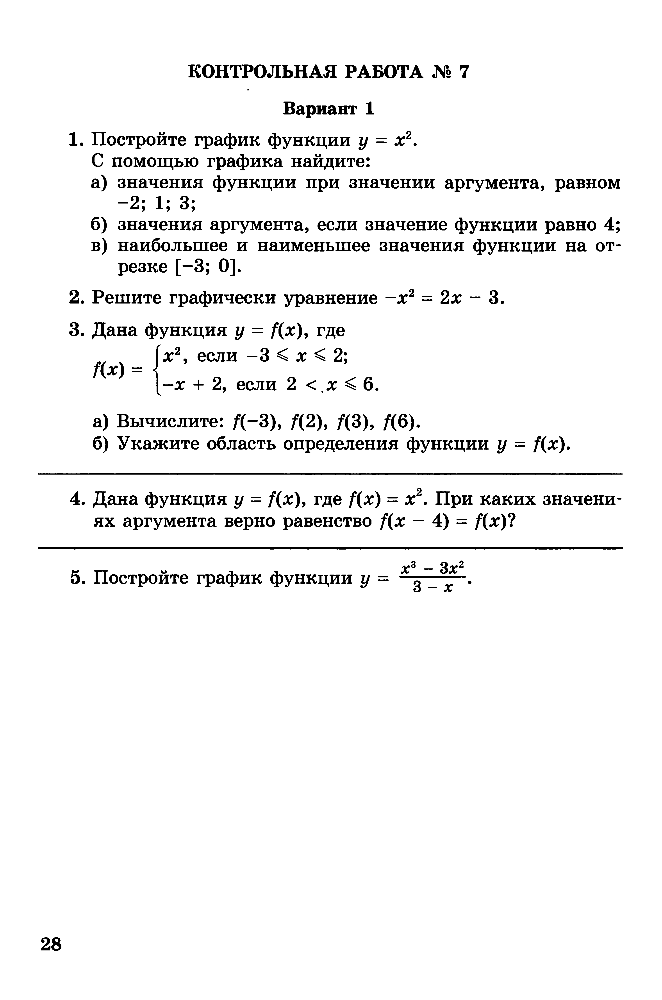 КОНТРОЛЬНАЯ РАБОТА № 7
Вариант 1
1. Постройте график функции y = x².
С помощью графика найдите:
а) значения функции при значении аргумента, равном
−2; 1; 3;
б) значения аргумента, если значение функции равно 4;
в) наибольшее и наименьшее значения функции на от-
резке [−3; 0].
2. Решите графически уравнение −x² = 2x − 3.
3. Дана функция y = f(x), где
f(x) = { x², если −3 ⩽ x ⩽ 2;
−x + 2, если 2 < x ⩽ 6.
а) Вычислите: f(−3), f(2), f(3), f(6).
б) Укажите область определения функции y = f(x).
4. Дана функция y = f(x), где f(x) = x². При каких значени-
ях аргумента верно равенство f(x − 4) = f(x)?
5. Постройте график функции y = (x³ − 3x²)/(3 − x).
28